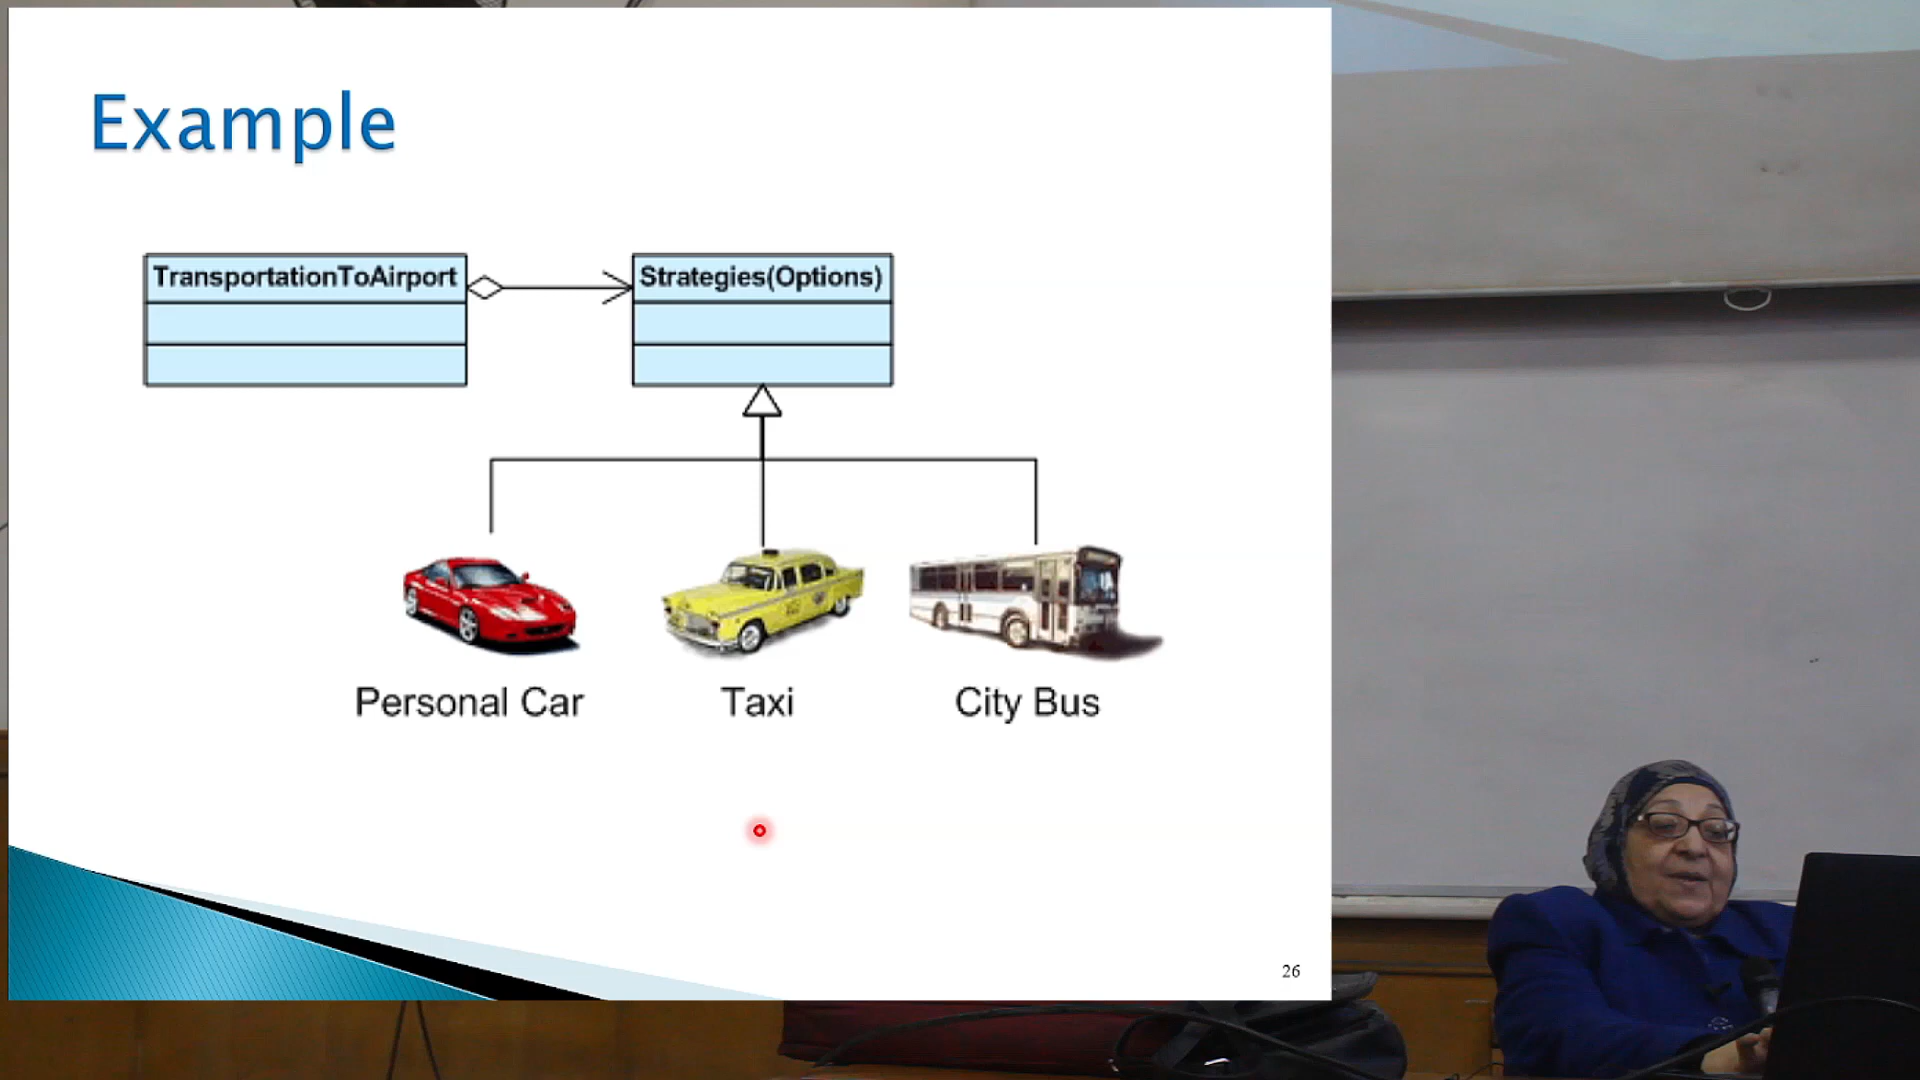 Example
TransportationToAirport
Strategies(Options)
Personal Car
Taxi
City Bus
26